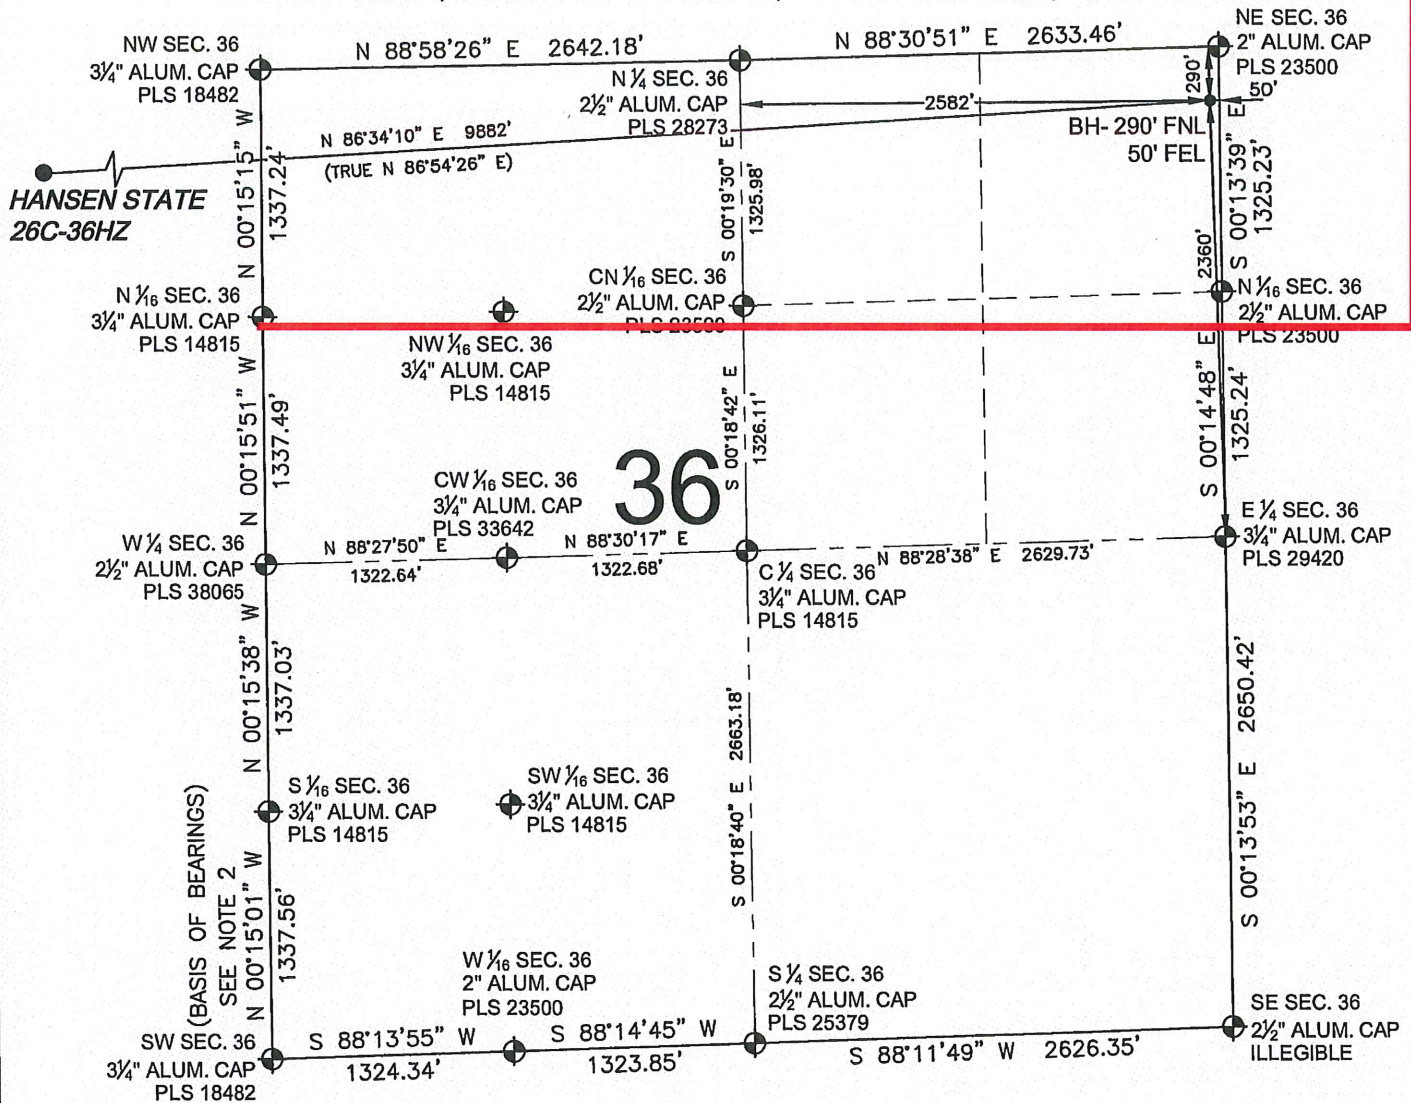 NW SEC. 36
3¼" ALUM. CAP
PLS 18482
N 88°58'26" E 2642.18'
N ¼ SEC. 36
2½" ALUM. CAP
PLS 28273
N 88°30'51" E 2633.46'
NE SEC. 36
2" ALUM. CAP
PLS 23500
290'
50'
2582'
BH- 290' FNL
50' FEL
N 86°34'10" E 9882'
(TRUE N 86°54'26" E)
HANSEN STATE
26C-36HZ
N 00°15'15" W
1337.24'
S 00°19'30" E
1325.98'
S 00°13'39" E
1325.23'
2360'
N 1/16 SEC. 36
3¼" ALUM. CAP
PLS 14815
NW 1/16 SEC. 36
3¼" ALUM. CAP
PLS 14815
CN 1/16 SEC. 36
2½" ALUM. CAP
N 1/16 SEC. 36
2½" ALUM. CAP
PLS 23500
N 00°15'51" W
1337.49'
S 00°18'42" E
1326.11'
S 00°14'48" E
1325.24'
36
CW 1/16 SEC. 36
3¼" ALUM. CAP
PLS 33642
W ¼ SEC. 36
2½" ALUM. CAP
PLS 38065
N 88°27'50" E
1322.64'
N 88°30'17" E
1322.68'
C ¼ SEC. 36
3¼" ALUM. CAP
PLS 14815
N 88°28'38" E 2629.73'
E ¼ SEC. 36
3¼" ALUM. CAP
PLS 29420
N 00°15'38" W
1337.03'
S 00°18'40" E 2663.18'
S 00°13'53" E 2650.42'
S 1/16 SEC. 36
3¼" ALUM. CAP
PLS 14815
SW 1/16 SEC. 36
3¼" ALUM. CAP
PLS 14815
(BASIS OF BEARINGS)
SEE NOTE 2
N 00°15'01" W
1337.56'
W 1/16 SEC. 36
2" ALUM. CAP
PLS 23500
S ¼ SEC. 36
2½" ALUM. CAP
PLS 25379
SE SEC. 36
2½" ALUM. CAP
ILLEGIBLE
SW SEC. 36
3¼" ALUM. CAP
PLS 18482
S 88°13'55" W
1324.34'
S 88°14'45" W
1323.85'
S 88°11'49" W 2626.35'